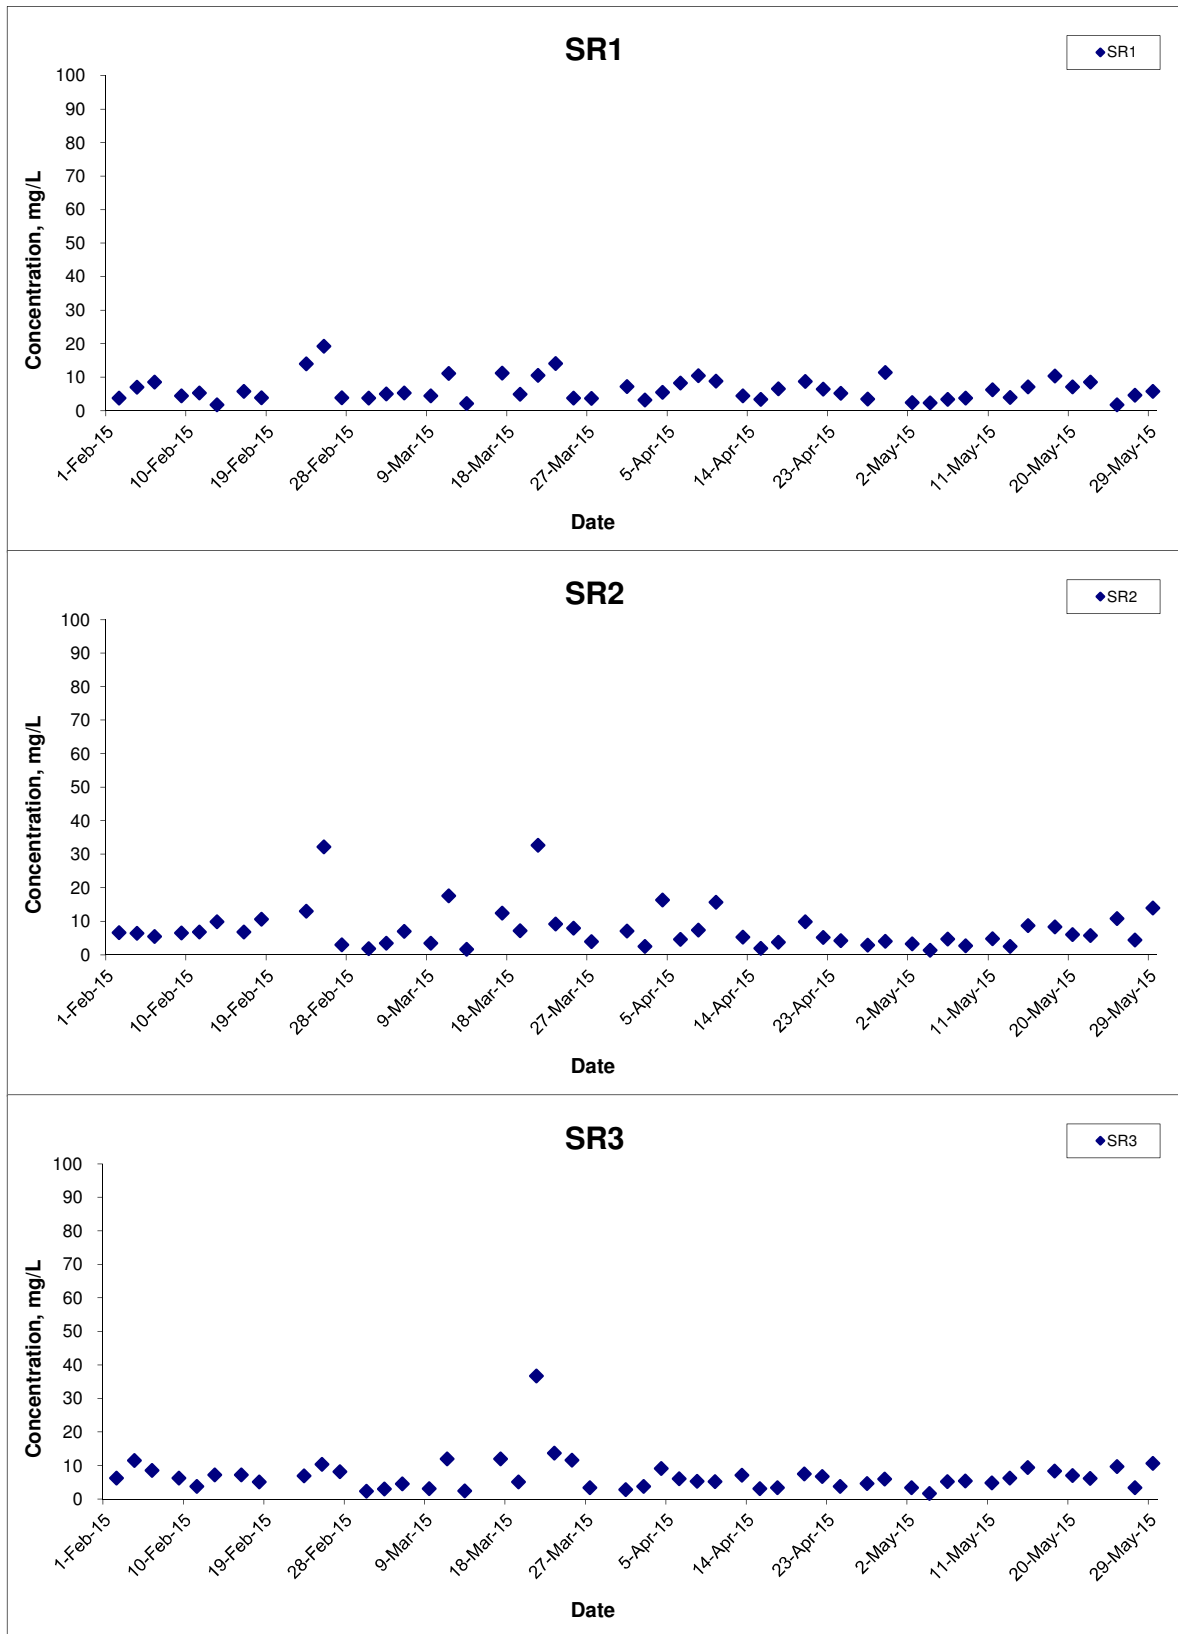 SR1
SR1
100
90
80
70
60
50
40
30
20
10
0
Concentration, mg/L
1-Feb-15
10-Feb-15
19-Feb-15
28-Feb-15
9-Mar-15
18-Mar-15
27-Mar-15
5-Apr-15
14-Apr-15
23-Apr-15
2-May-15
11-May-15
20-May-15
29-May-15
Date
SR2
SR2
100
90
80
70
60
50
40
30
20
10
0
Concentration, mg/L
1-Feb-15
10-Feb-15
19-Feb-15
28-Feb-15
9-Mar-15
18-Mar-15
27-Mar-15
5-Apr-15
14-Apr-15
23-Apr-15
2-May-15
11-May-15
20-May-15
29-May-15
Date
SR3
SR3
100
90
80
70
60
50
40
30
20
10
0
Concentration, mg/L
1-Feb-15
10-Feb-15
19-Feb-15
28-Feb-15
9-Mar-15
18-Mar-15
27-Mar-15
5-Apr-15
14-Apr-15
23-Apr-15
2-May-15
11-May-15
20-May-15
29-May-15
Date